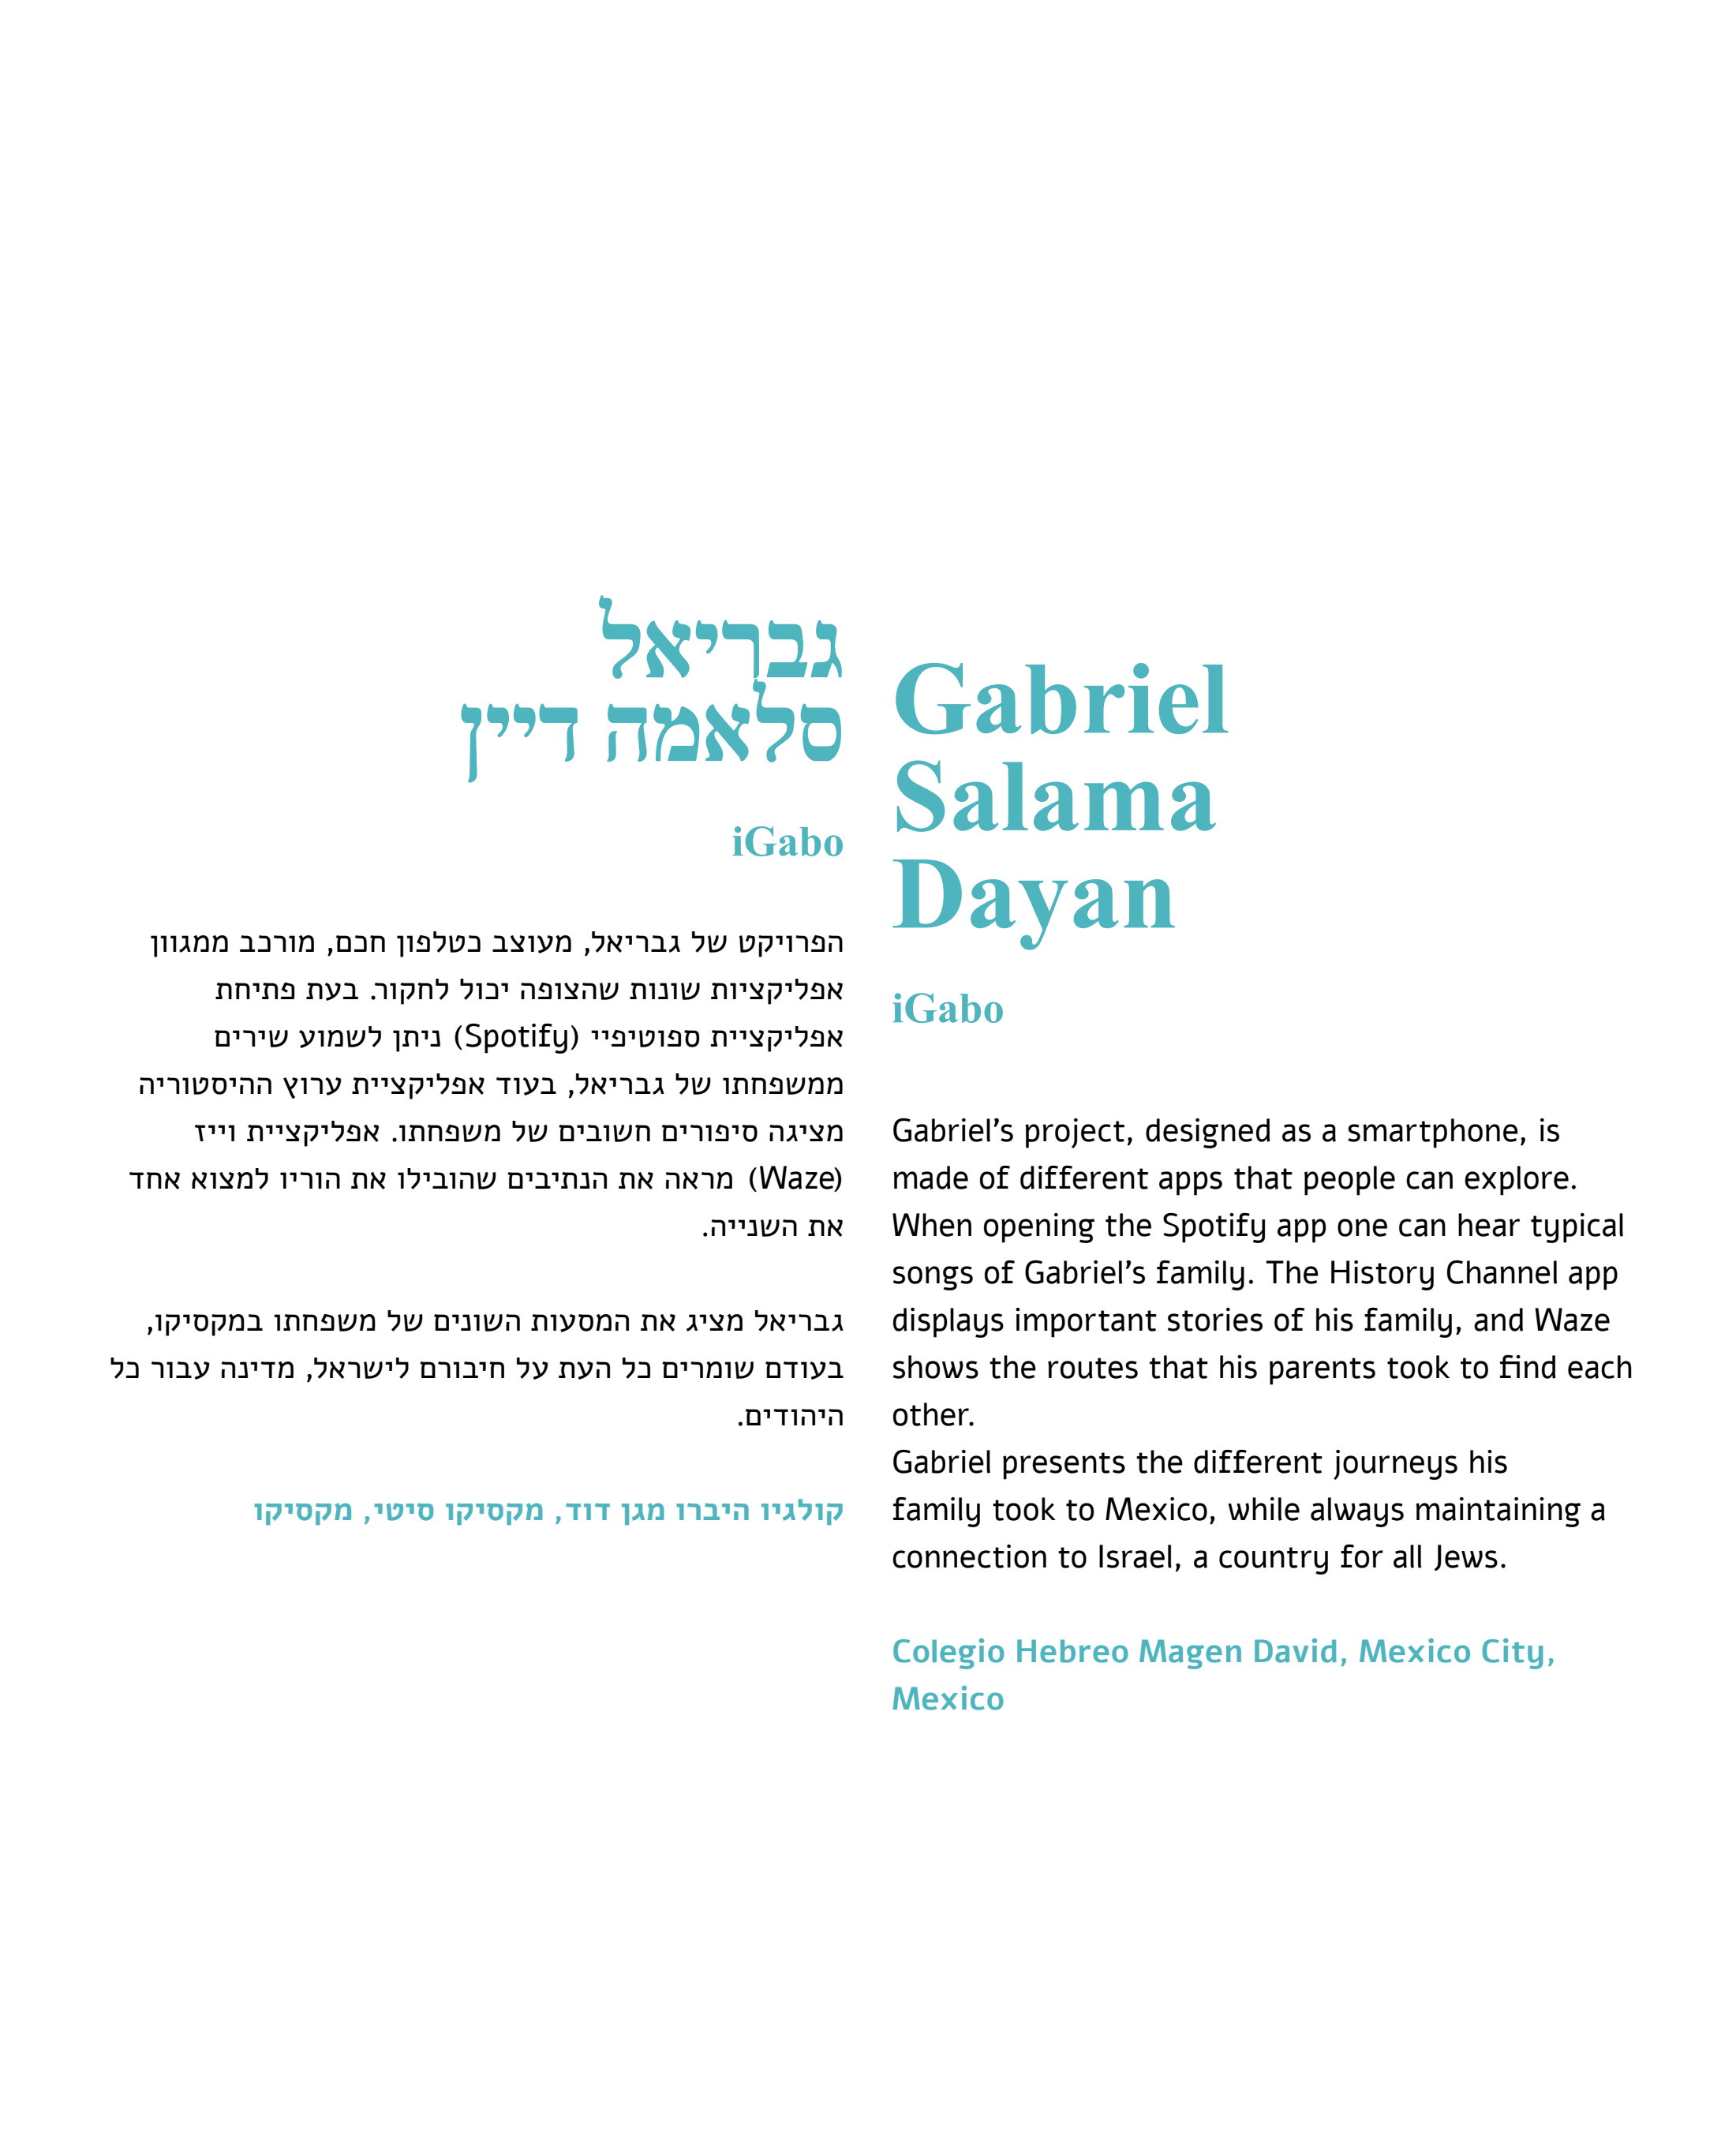 גבריאל
סלאמה דיין
iGabo
הפרויקט של גבריאל, מעוצב כטלפון חכם, מורכב ממגוון
אפליקציות שונות שהצופה יכול לחקור. בעת פתיחת
אפליקציית ספוטיפיי (Spotify) ניתן לשמוע שירים
ממשפחתו של גבריאל, בעוד אפליקציית ערוץ ההיסטוריה
מציגה סיפורים חשובים של משפחתו. אפליקציית וייז
(Waze) מראה את הנתיבים שהובילו את הוריו למצוא אחד
את השנייה.
גבריאל מציג את המסעות השונים של משפחתו במקסיקו,
בעודם שומרים כל העת על חיבורם לישראל, מדינה עבור כל
היהודים.
קולגיו היברו מגן דוד, מקסיקו סיטי, מקסיקו
Gabriel
Salama
Dayan
iGabo
Gabriel’s project, designed as a smartphone, is
made of different apps that people can explore.
When opening the Spotify app one can hear typical
songs of Gabriel’s family. The History Channel app
displays important stories of his family, and Waze
shows the routes that his parents took to find each
other.
Gabriel presents the different journeys his
family took to Mexico, while always maintaining a
connection to Israel, a country for all Jews.
Colegio Hebreo Magen David, Mexico City,
Mexico